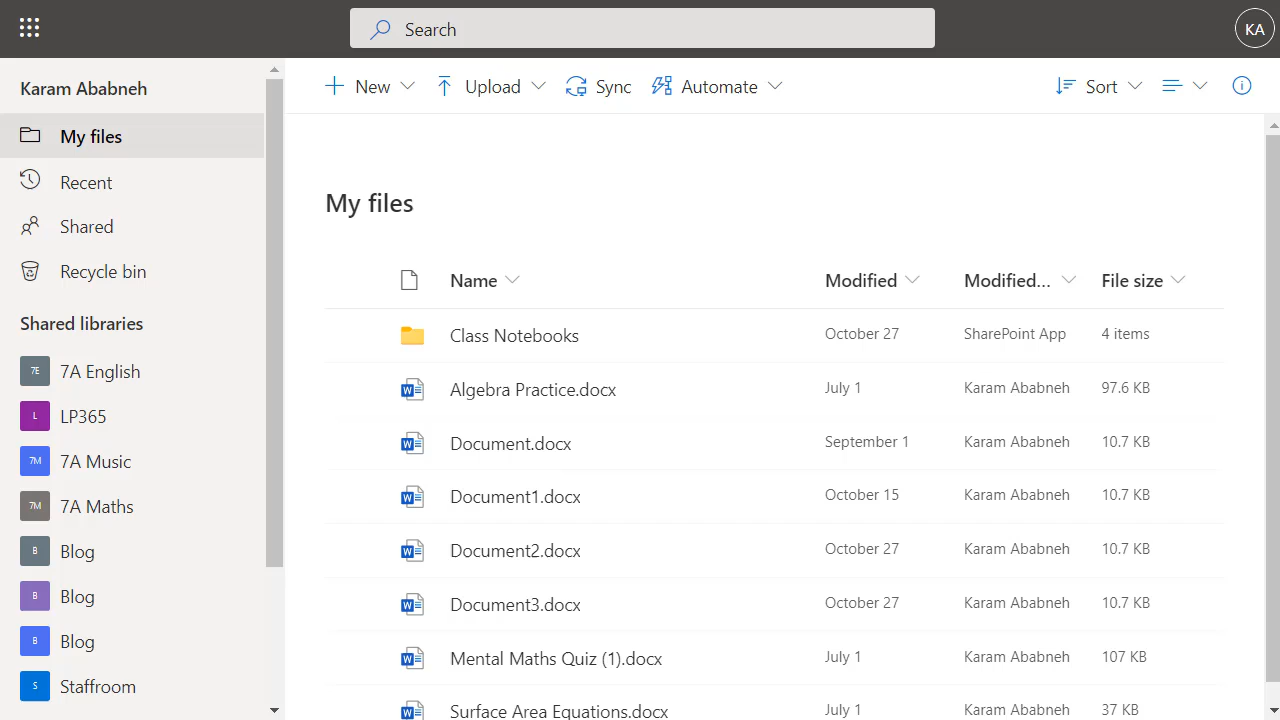 Search
KA
Karam Ababneh
My files
Recent
Shared
Recycle bin
Shared libraries
7E 7A English
L LP365
7M 7A Music
7M 7A Maths
B Blog
B Blog
B Blog
S Staffroom
New Upload Sync Automate Sort
My files
Name Modified Modified... File size
Class Notebooks October 27 SharePoint App 4 items
Algebra Practice.docx July 1 Karam Ababneh 97.6 KB
Document.docx September 1 Karam Ababneh 10.7 KB
Document1.docx October 15 Karam Ababneh 10.7 KB
Document2.docx October 27 Karam Ababneh 10.7 KB
Document3.docx October 27 Karam Ababneh 10.7 KB
Mental Maths Quiz (1).docx July 1 Karam Ababneh 107 KB
Surface Area Equations.docx July 1 Karam Ababneh 37 KB